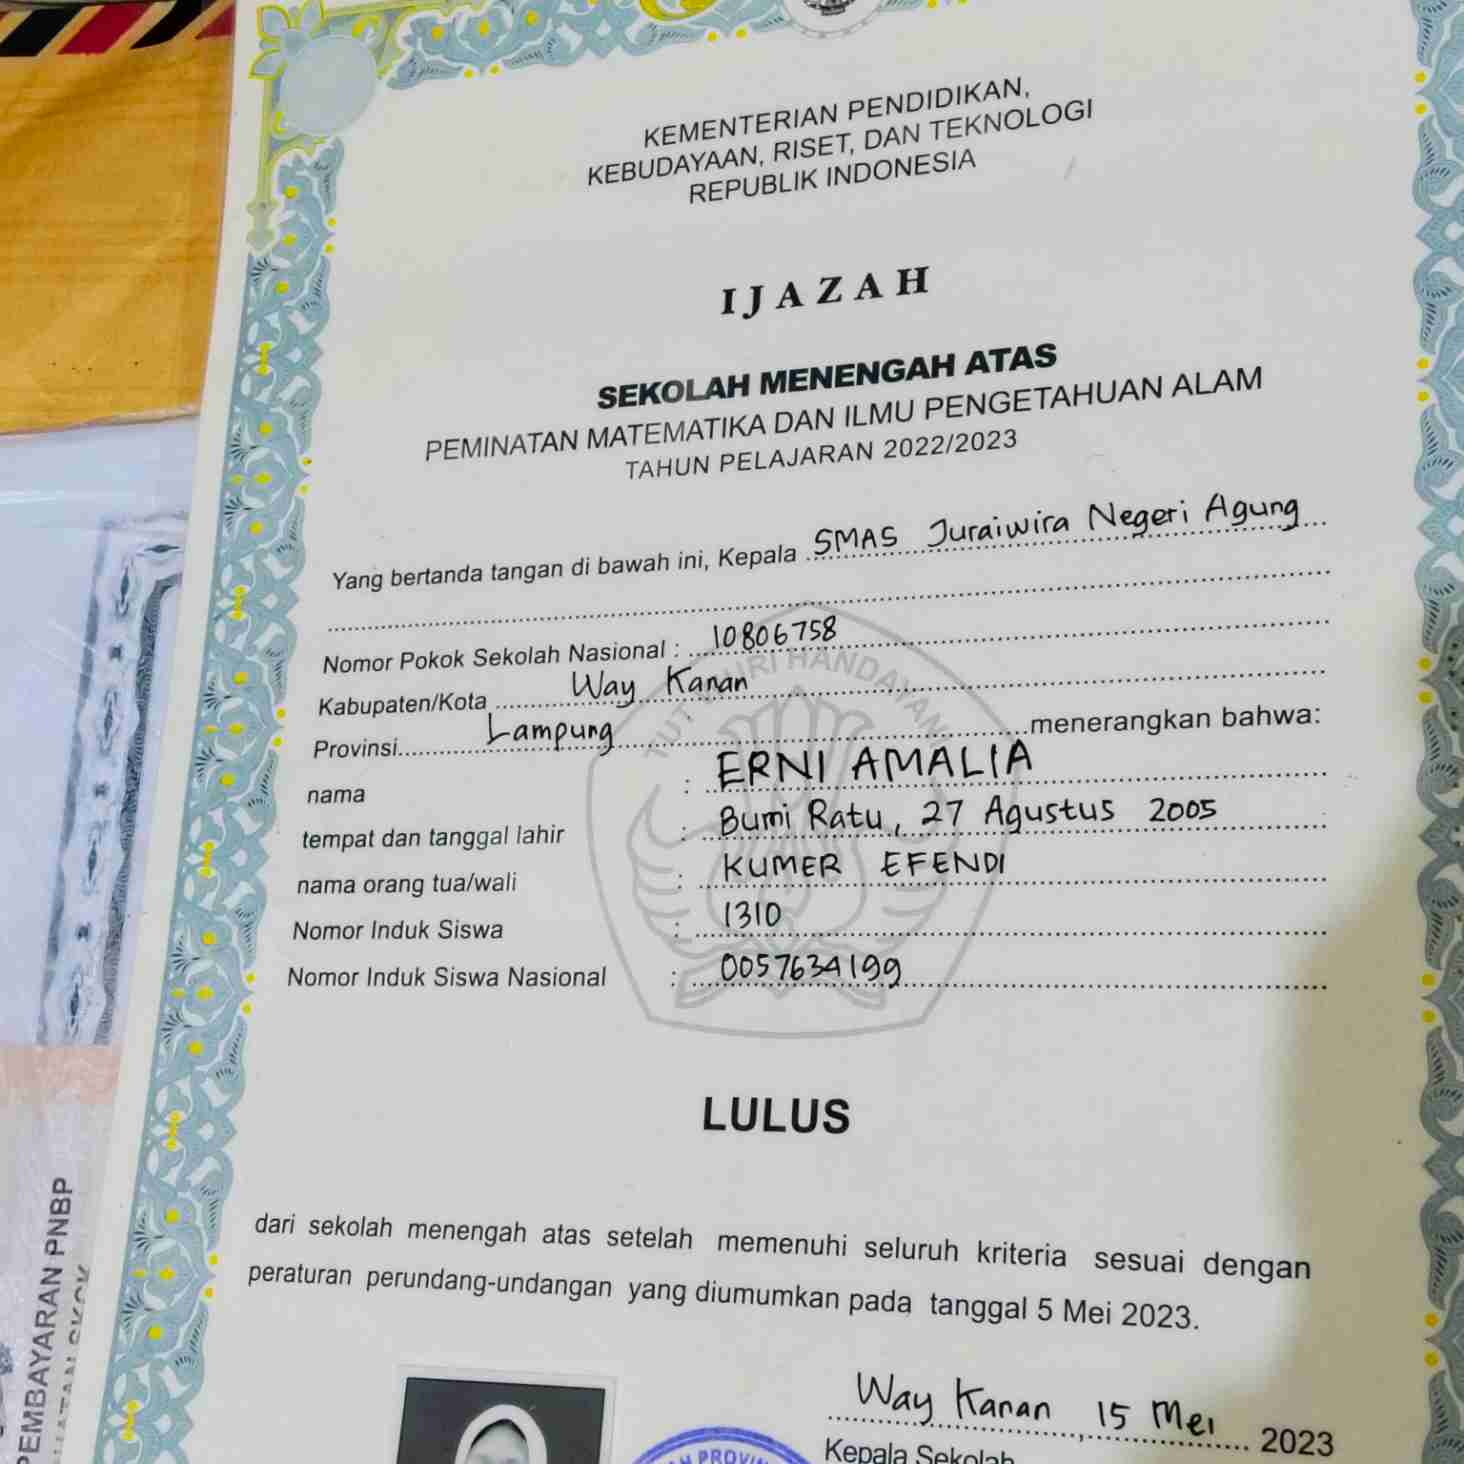 KEMENTERIAN PENDIDIKAN,
KEBUDAYAAN, RISET, DAN TEKNOLOGI
REPUBLIK INDONESIA
IJAZAH
SEKOLAH MENENGAH ATAS
PEMINATAN MATEMATIKA DAN ILMU PENGETAHUAN ALAM
TAHUN PELAJARAN 2022/2023
Yang bertanda tangan di bawah ini, Kepala SMAS Juraiwira Negeri Agung
Nomor Pokok Sekolah Nasional : 10806758
Kabupaten/Kota Way Kanan
Provinsi Lampung menerangkan bahwa:
nama : ERNI AMALIA
tempat dan tanggal lahir : Bumi Ratu, 27 Agustus 2005
nama orang tua/wali : KUMER EFENDI
Nomor Induk Siswa : 1310
Nomor Induk Siswa Nasional : 0057634199
LULUS
dari sekolah menengah atas setelah memenuhi seluruh kriteria sesuai dengan
peraturan perundang-undangan yang diumumkan pada tanggal 5 Mei 2023.
Way Kanan, 15 Mei 2023
Kepala Sekolah
TUT WURI HANDAYANI
PEMBAYARAN PNBP